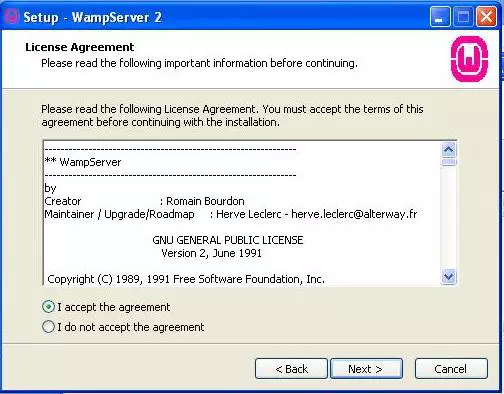 Setup - WampServer 2
License Agreement
Please read the following important information before continuing.
Please read the following License Agreement. You must accept the terms of this
agreement before continuing with the installation.
---------------------------------------------------------------
** WampServer
---------------------------------------------------------------
by
Creator : Romain Bourdon
Maintainer / Upgrade/Roadmap : Herve Leclerc - herve.leclerc@alterway.fr
GNU GENERAL PUBLIC LICENSE
Version 2, June 1991
Copyright (C) 1989, 1991 Free Software Foundation, Inc.
I accept the agreement
I do not accept the agreement
< Back Next > Cancel